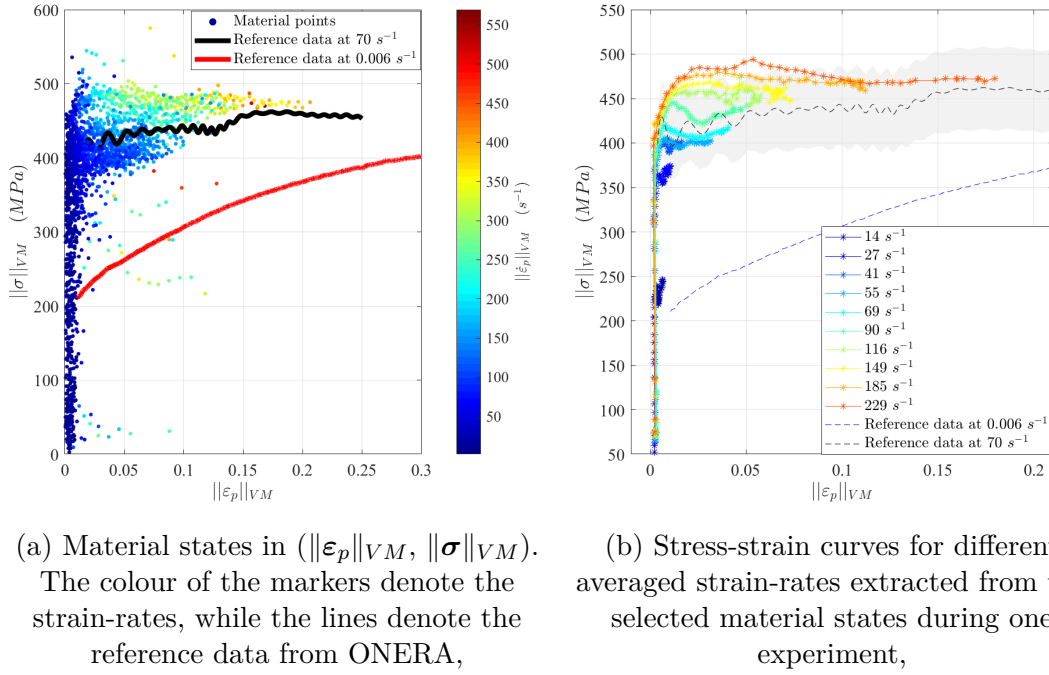 600
500
400
300
200
100
0
0
0.05
0.1
0.15
0.2
0.25
0.3
||σ||VM (MPa)
||εp||VM
Material points
Reference data at 70 s−1
Reference data at 0.006 s−1
550
500
450
400
350
300
250
200
150
100
50
||ε̇p||VM (s−1)
550
500
450
400
350
300
250
200
150
100
50
0
0.05
0.1
0.15
0.2
||σ||VM (MPa)
||εp||VM
14 s−1
27 s−1
41 s−1
55 s−1
69 s−1
90 s−1
116 s−1
149 s−1
185 s−1
229 s−1
Reference data at 0.006 s−1
Reference data at 70 s−1
(a) Material states in (‖εp‖VM, ‖σ‖VM).
The colour of the markers denote the
strain-rates, while the lines denote the
reference data from ONERA,
(b) Stress-strain curves for different
averaged strain-rates extracted from
selected material states during one
experiment,